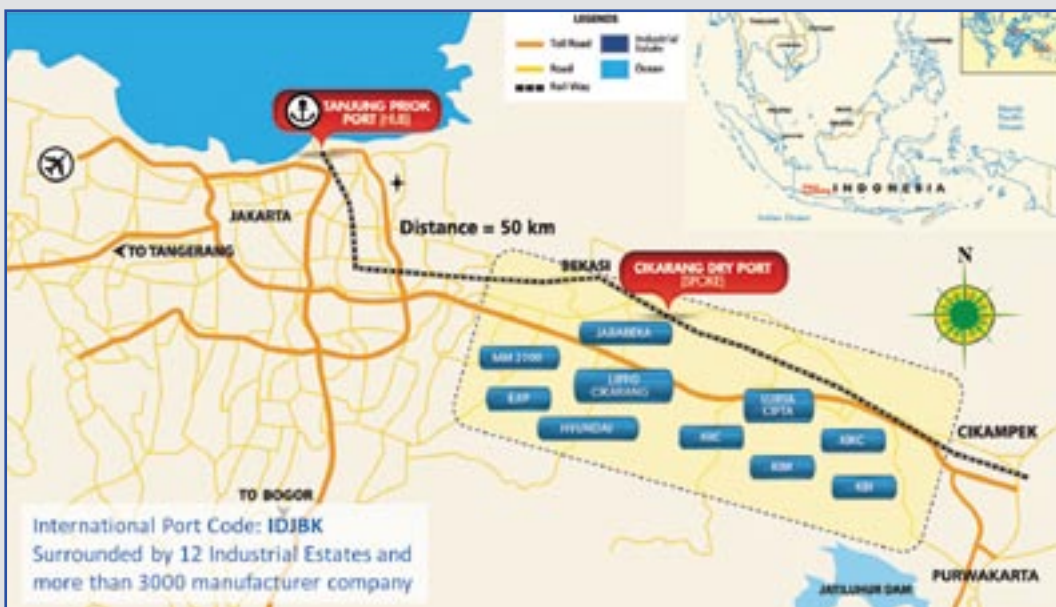 LEGENDS
Toll Road
Industrial
Estate
Road
Ocean
Rail Way
INDONESIA
Indian Ocean
TANJUNG PRIOK
PORT (HUB)
JAKARTA
Distance = 50 km
TO TANGERANG
BEKASI
CIKARANG DRY PORT
(SPOKE)
N
JABABEKA
MM 2100
LIPPO
CIKARANG
EJIP
SURYA
CIPTA
HYUNDAI
KIIC
KIM
KBI
CIKAMPEK
TO BOGOR
International Port Code: IDJBK
Surrounded by 12 Industrial Estates and
more than 3000 manufacturer company
JATILUHUR DAM
PURWAKARTA